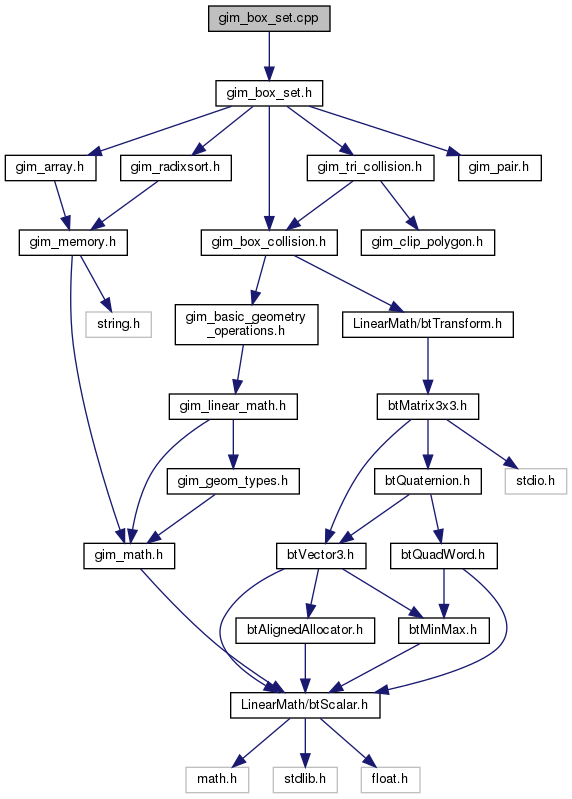 gim_box_set.cpp
gim_box_set.h
gim_array.h
gim_radixsort.h
gim_tri_collision.h
gim_pair.h
gim_memory.h
gim_box_collision.h
gim_clip_polygon.h
string.h
gim_basic_geometry
_operations.h
LinearMath/btTransform.h
gim_linear_math.h
btMatrix3x3.h
gim_geom_types.h
btQuaternion.h
stdio.h
gim_math.h
btVector3.h
btQuadWord.h
btAlignedAllocator.h
btMinMax.h
LinearMath/btScalar.h
math.h
stdlib.h
float.h